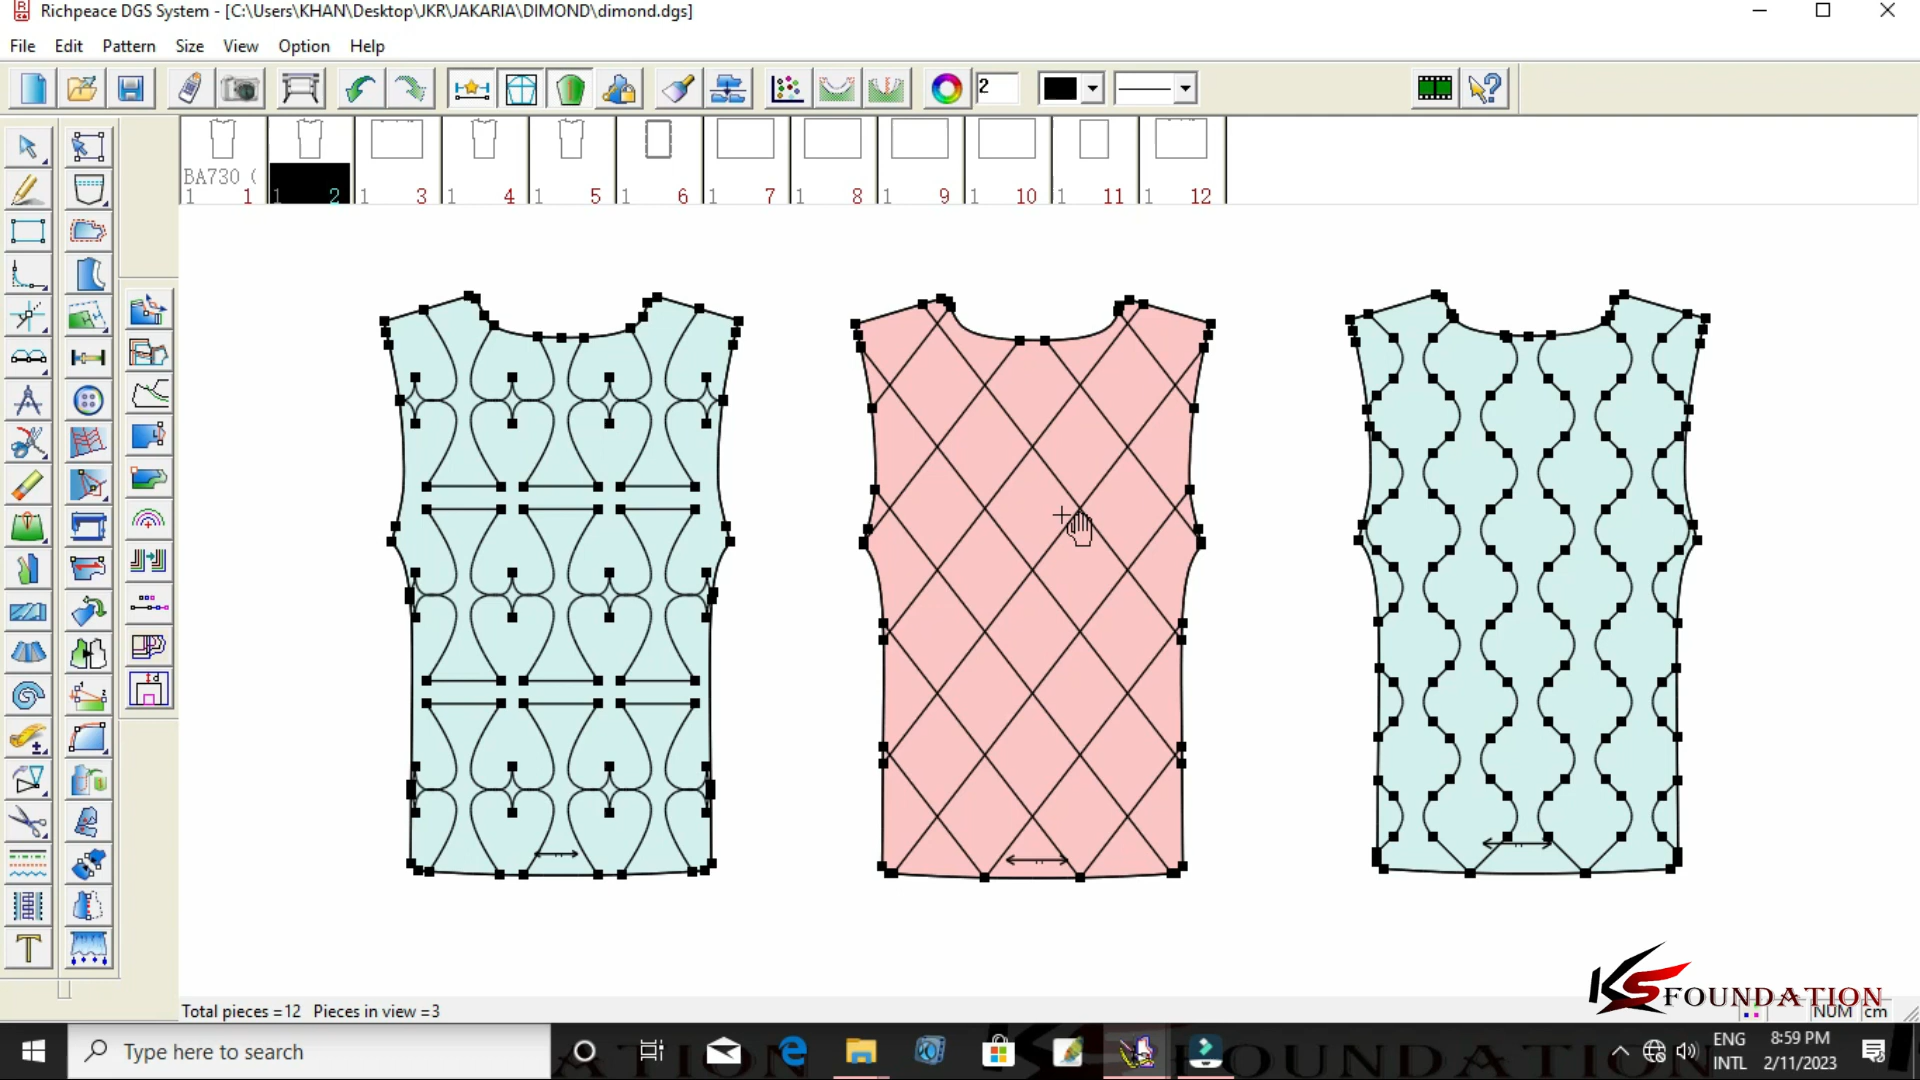 Richpeace DGS System - [C:\Users\KHAN\Desktop\JKR\JAKARIA\DIMOND\dimond.dgs]
File Edit Pattern Size View Option Help
2
BA730 (
1 1 1 2 1 3 1 4 1 5 1 6 1 7 1 8 1 9 1 10 1 11 1 12
KS FOUNDATION
Total pieces =12 Pieces in view =3
NUM cm
Type here to search
ENG 8:59 PM
INTL 2/11/2023